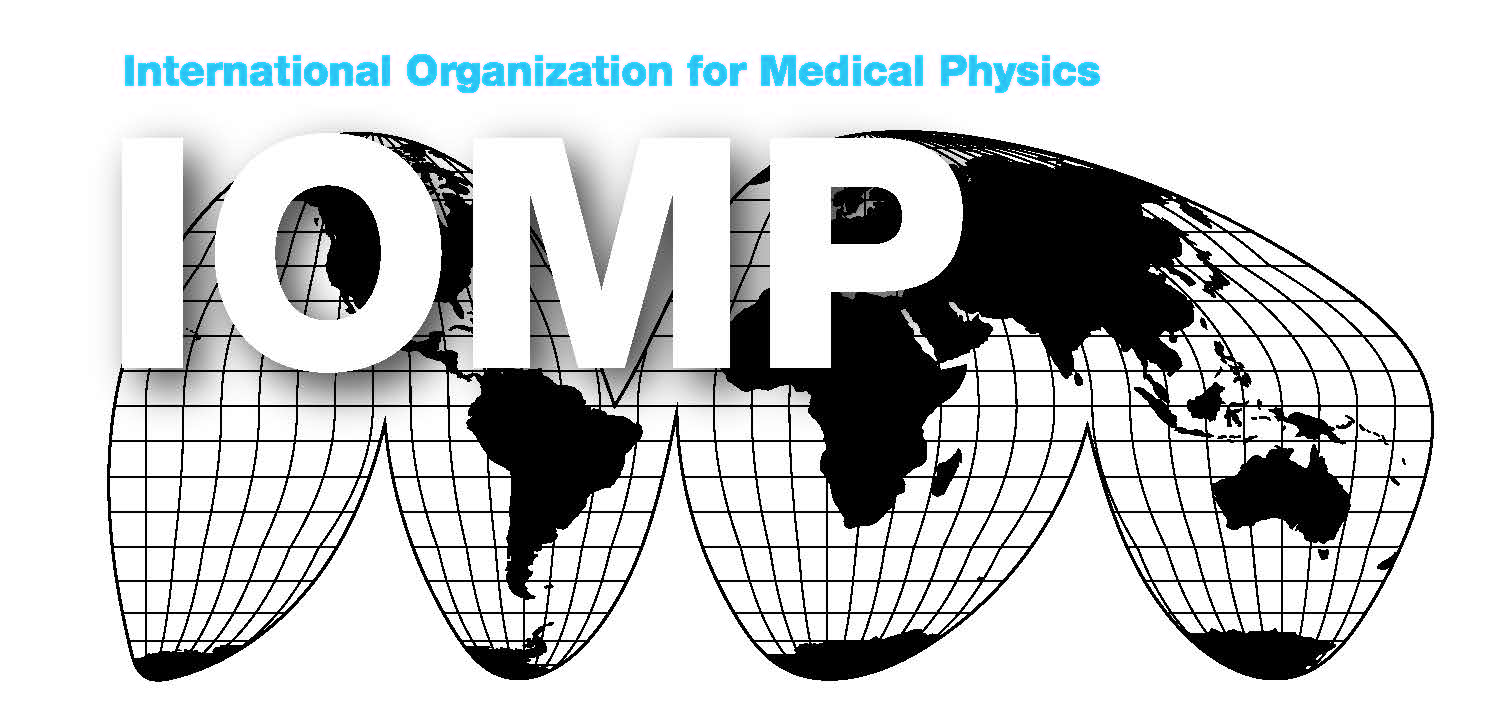 International Organization for Medical Physics
IOMP